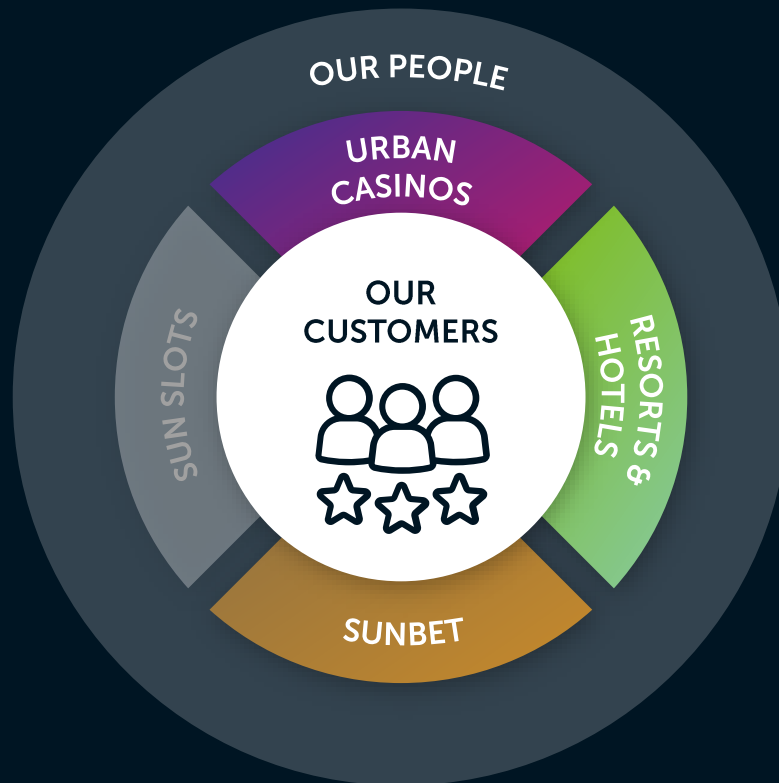 OUR PEOPLE
URBAN
CASINOS
RESORTS &
HOTELS
SUNBET
SUN SLOTS
OUR
CUSTOMERS